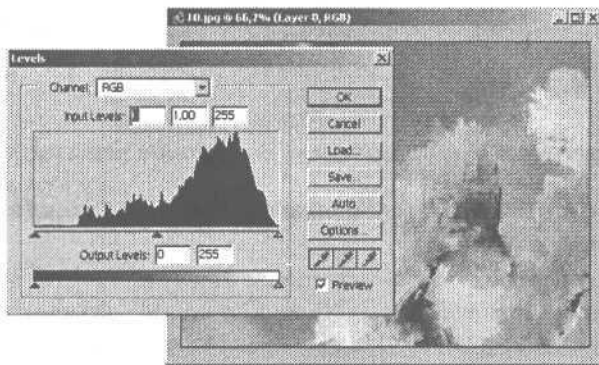 10.jpg @ 66,7% (Layer 0, RGB)
Levels
Channel: RGB
Input Levels: 1,00 255
OK
Cancel
Load...
Save...
Auto
Options...
Output Levels: 0 255
Preview